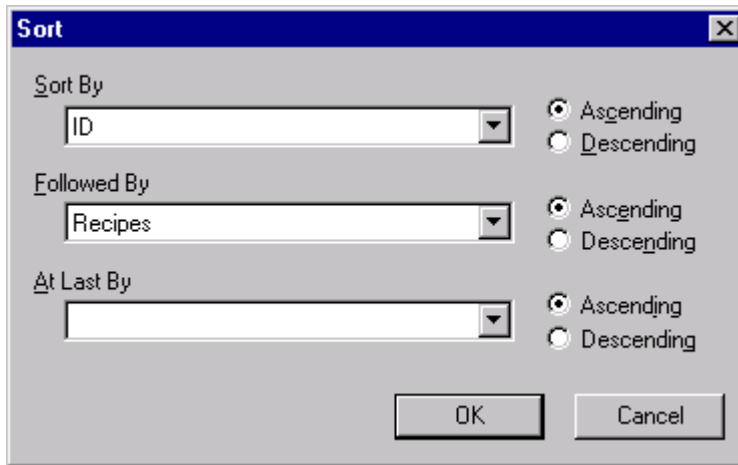 Sort
Sort By
ID
Ascending
Descending
Followed By
Recipes
Ascending
Descending
At Last By
Ascending
Descending
OK
Cancel